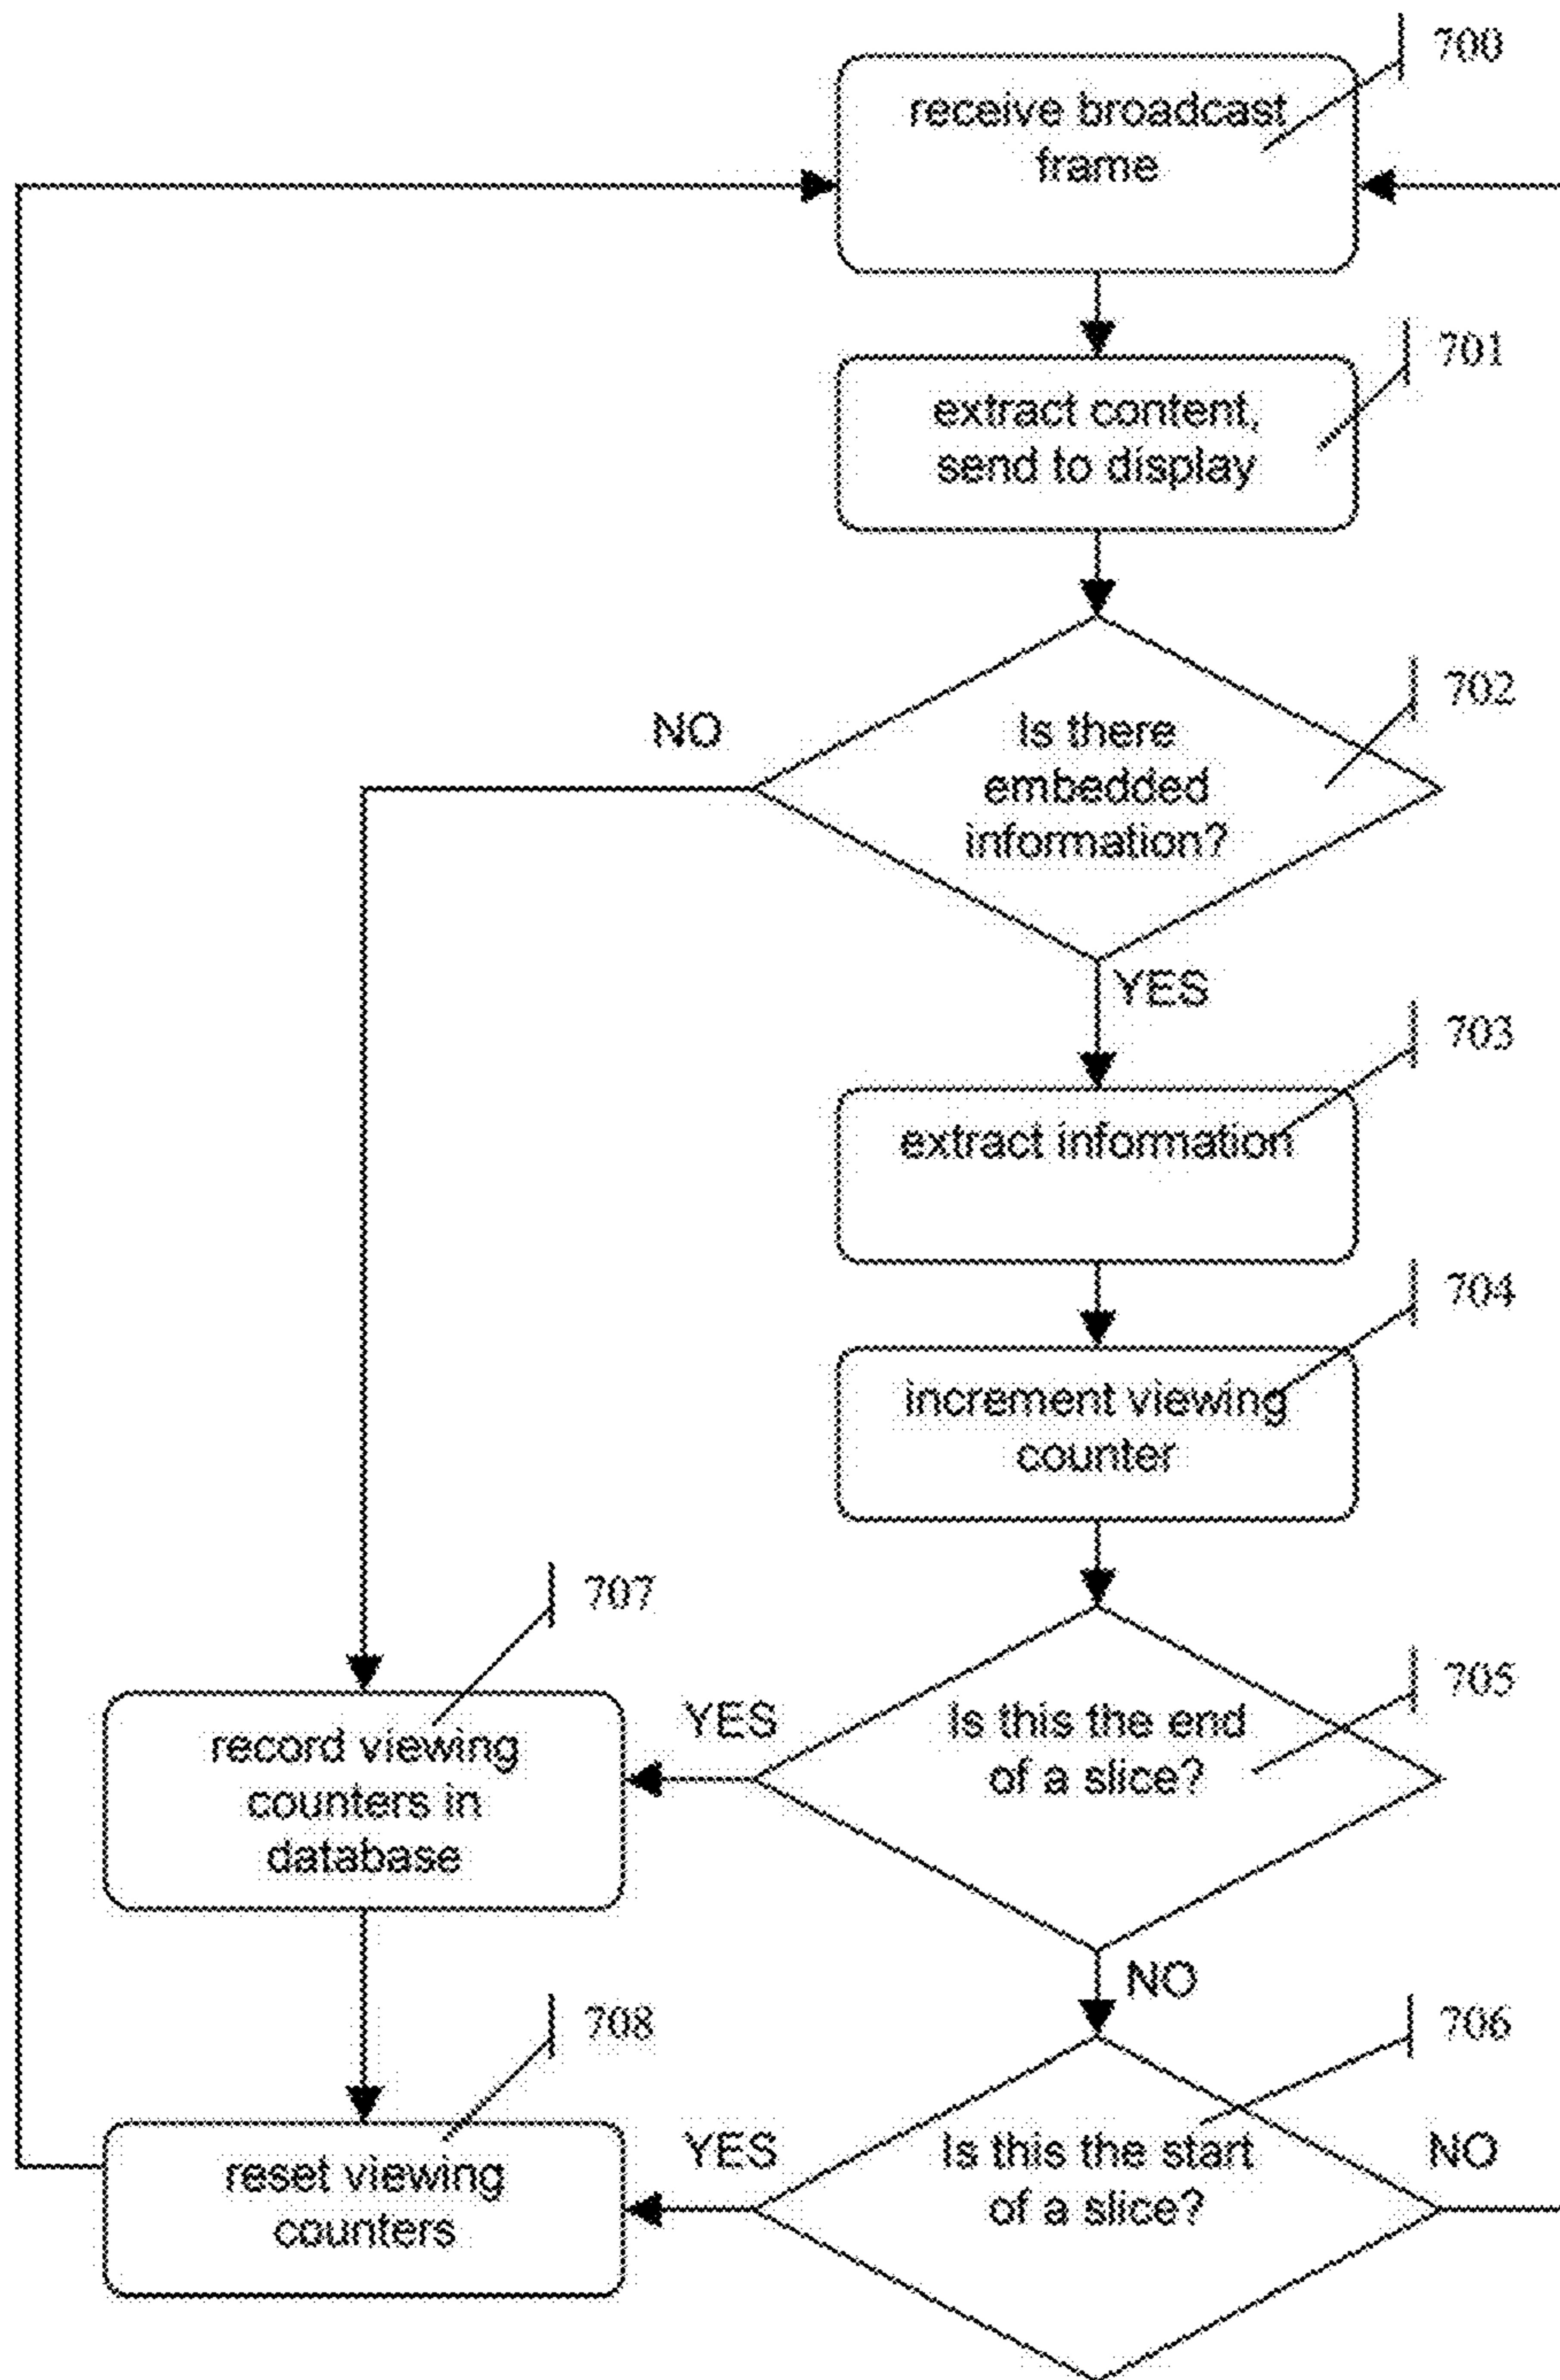 700
receive broadcast
frame
701
extract content,
send to display
702
NO
Is there
embedded
information?
YES
703
extract information
704
increment viewing
counter
707
705
YES
Is this the end
of a slice?
record viewing
counters in
database
NO
708
706
YES
Is this the start
of a slice?
NO
reset viewing
counters